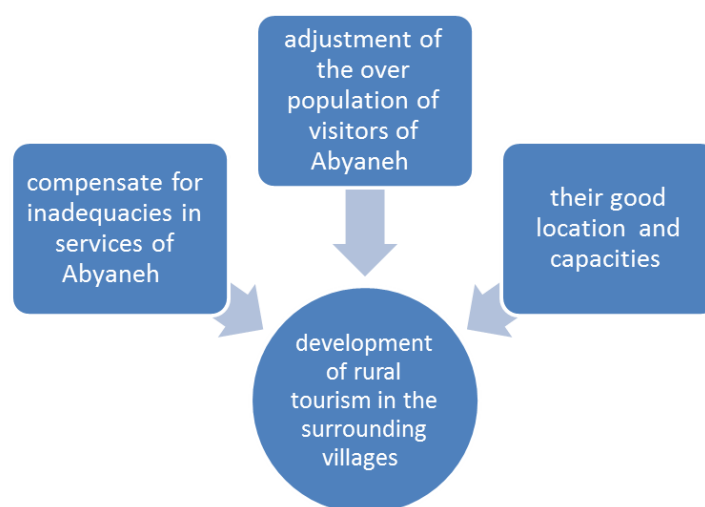 adjustment of
the over
population of
visitors of
Abyaneh
compensate for
inadequacies in
services of
Abyaneh
their good
location and
capacities
development
of rural
tourism in the
surrounding
villages